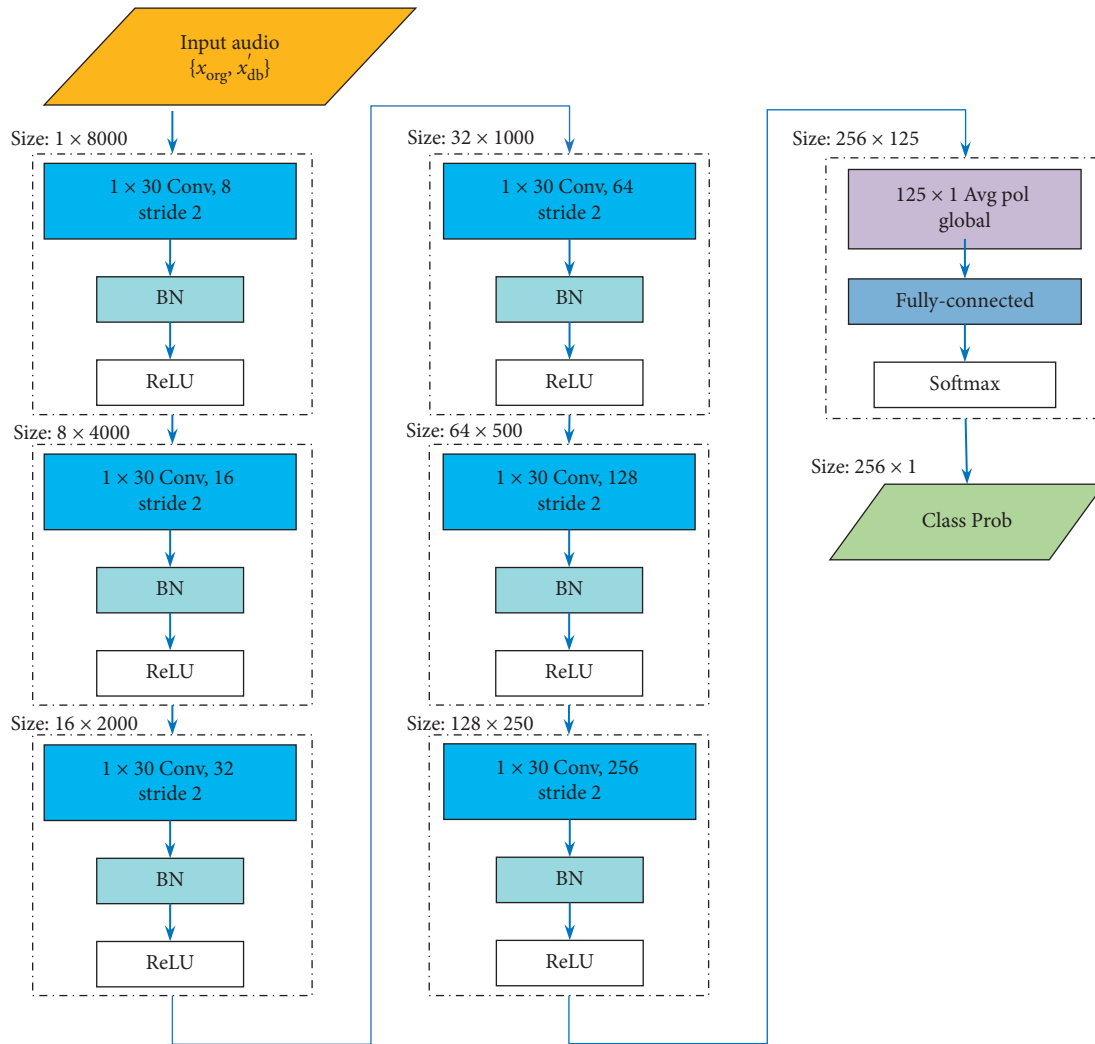 Input audio
{x_org, x′_db}
Size: 1 × 8000
1 × 30 Conv, 8
stride 2
BN
ReLU
Size: 8 × 4000
1 × 30 Conv, 16
stride 2
BN
ReLU
Size: 16 × 2000
1 × 30 Conv, 32
stride 2
BN
ReLU
Size: 32 × 1000
1 × 30 Conv, 64
stride 2
BN
ReLU
Size: 64 × 500
1 × 30 Conv, 128
stride 2
BN
ReLU
Size: 128 × 250
1 × 30 Conv, 256
stride 2
BN
ReLU
Size: 256 × 125
125 × 1 Avg pol
global
Fully-connected
Softmax
Size: 256 × 1
Class Prob